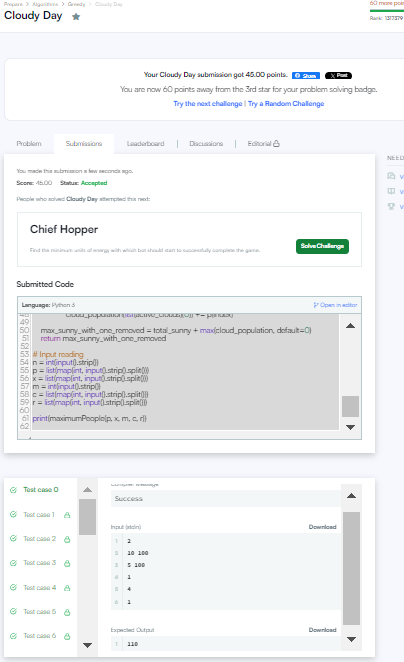 Prepare > Algorithms > Greedy > Cloudy Day
60 more poin
Cloudy Day
Rank: 1317379
Your Cloudy Day submission got 45.00 points.
Share
Post
You are now 60 points away from the 3rd star for your problem solving badge.
Try the next challenge | Try a Random Challenge
Problem
Submissions
Leaderboard
Discussions
Editorial
NEED
You made this submission a few seconds ago.
Score: 45.00 Status: Accepted
People who solved Cloudy Day attempted this next:
Chief Hopper
Find the minimum units of energy with which bot should start to successfully complete the game.
Solve Challenge
Submitted Code
Language: Python 3
Open in editor
48 cloud_population[list(active_clouds)[0]] += p[index]
49
50 max_sunny_with_one_removed = total_sunny + max(cloud_population, default=0)
51 return max_sunny_with_one_removed
52
53 # Input reading
54 n = int(input().strip())
55 p = list(map(int, input().strip().split()))
56 x = list(map(int, input().strip().split()))
57 m = int(input().strip())
58 c = list(map(int, input().strip().split()))
59 r = list(map(int, input().strip().split()))
60
61 print(maximumPeople(p, x, m, c, r))
62
Test case 0
Test case 1
Test case 2
Test case 3
Test case 4
Test case 5
Test case 6
Compiler Message
Success
Input (stdin)
Download
1 2
2 10 100
3 5 100
4 1
5 4
6 1
Expected Output
Download
1 110